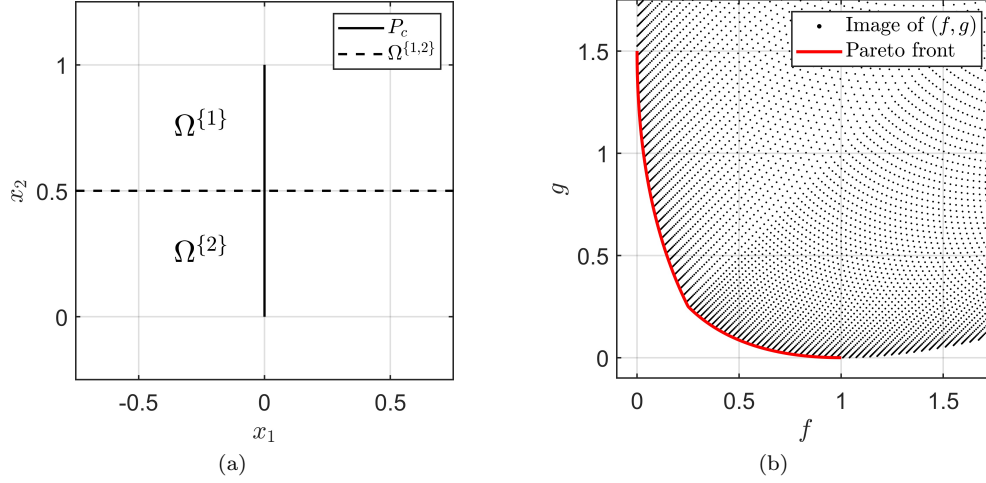 P_c
Ω^{1,2}
1
Ω^{1}
x_2
0.5
Ω^{2}
0
-0.5
0
0.5
x_1
(a)
Image of (f, g)
Pareto front
1.5
1
g
0.5
0
0
0.5
1
1.5
f
(b)